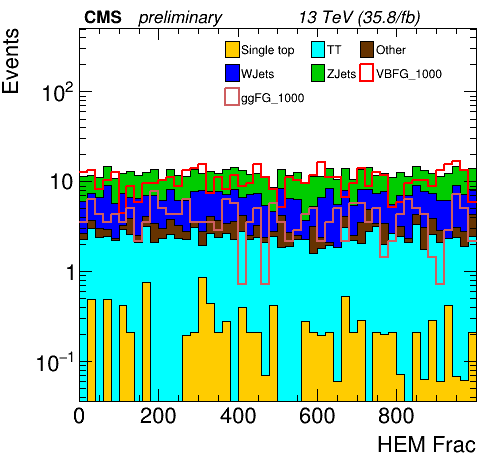 CMS preliminary 13 TeV (35.8/fb)
Events
Single top TT Other
WJets ZJets VBFG_1000
ggFG_1000
10²
10
1
10⁻¹
0 200 400 600 800
HEM Frac